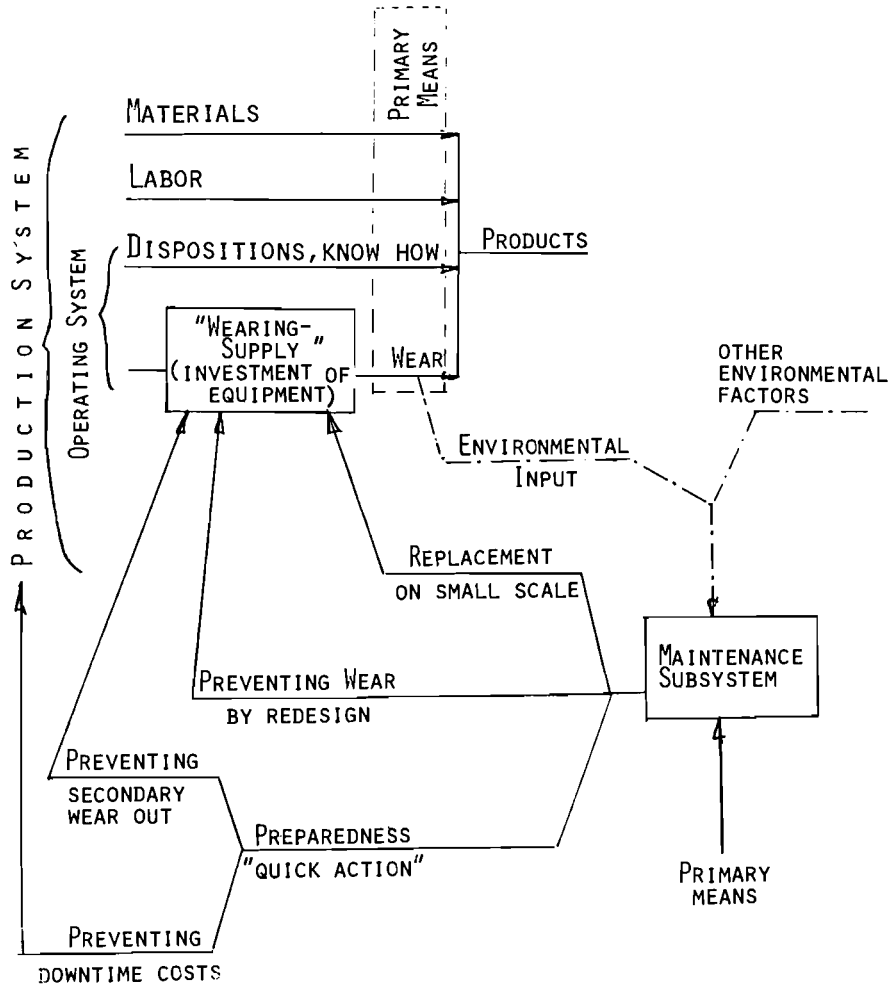 PRIMARY
MEANS
MATERIALS
LABOR
DISPOSITIONS, KNOW HOW
PRODUCTS
PRODUCTION SYSTEM
OPERATING SYSTEM
"WEARING-
SUPPLY "
(INVESTMENT OF
EQUIPMENT)
WEAR
OTHER
ENVIRONMENTAL
FACTORS
ENVIRONMENTAL
INPUT
REPLACEMENT
ON SMALL SCALE
MAINTENANCE
SUBSYSTEM
PREVENTING WEAR
BY REDESIGN
PREVENTING
SECONDARY
WEAR OUT
PREPAREDNESS
"QUICK ACTION"
PRIMARY
MEANS
PREVENTING
DOWNTIME COSTS